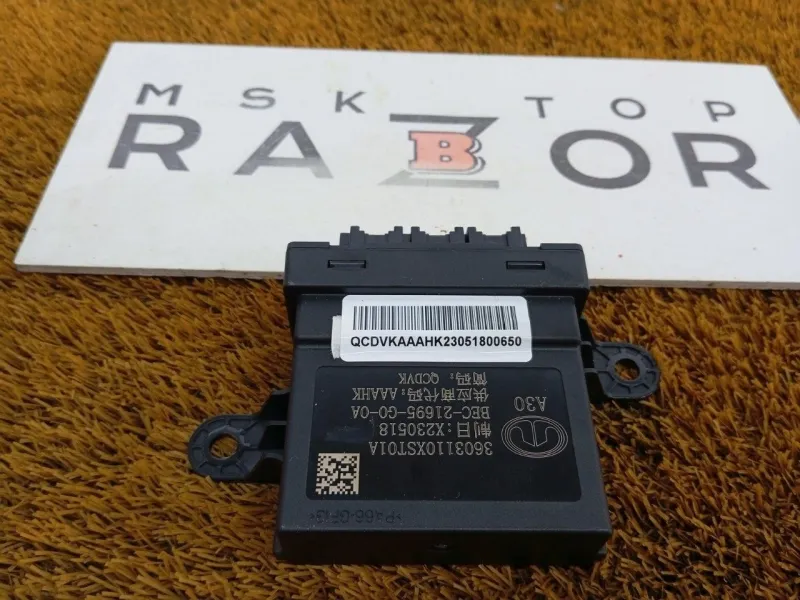 MSK TOP
RAZBOR
QCDVKAAAHK23051800650
3603110XST01A
制日:X230518
BEC-21695-G0-0A
供应商代码:AAAHK
简码:QCDVK
A30